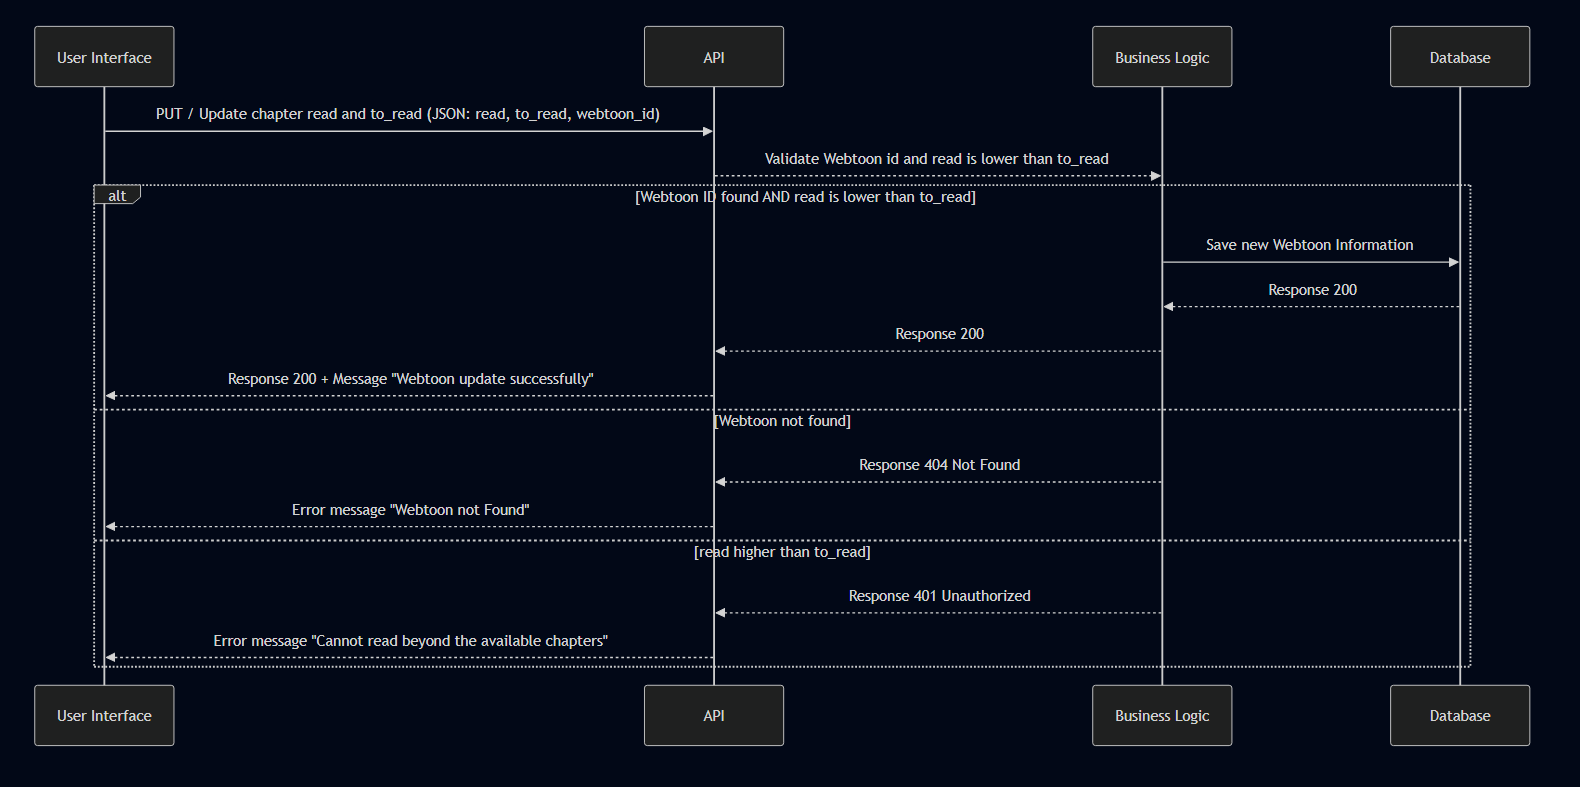 User Interface
API
Business Logic
Database
PUT / Update chapter read and to_read (JSON: read, to_read, webtoon_id)
Validate Webtoon id and read is lower than to_read
alt
[Webtoon ID found AND read is lower than to_read]
Save new Webtoon Information
Response 200
Response 200
Response 200 + Message "Webtoon update successfully"
[Webtoon not found]
Response 404 Not Found
Error message "Webtoon not Found"
[read higher than to_read]
Response 401 Unauthorized
Error message "Cannot read beyond the available chapters"
User Interface
API
Business Logic
Database